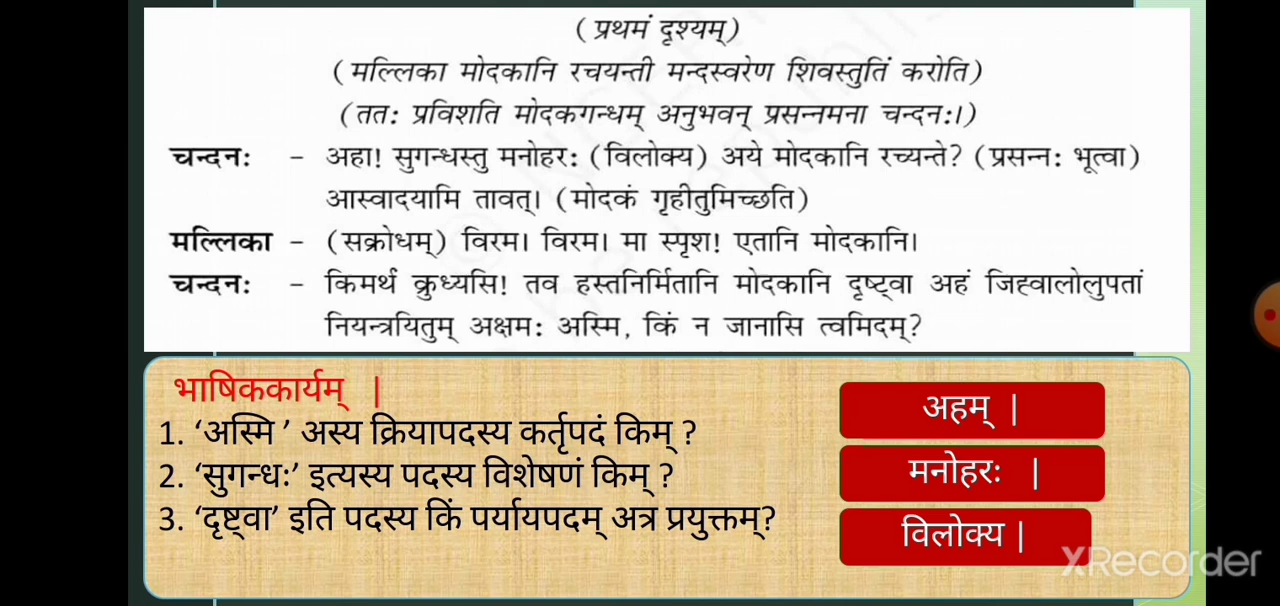 (प्रथमं दृश्यम्)
(मल्लिका मोदकानि रचयन्ती मन्दस्वरेण शिवस्तुतिं करोति)
(ततः प्रविशति मोदकगन्धम् अनुभवन् प्रसन्नमना चन्दनः।)
चन्दनः - अहा! सुगन्धस्तु मनोहरः (विलोक्य) अये मोदकानि रच्यन्ते? (प्रसन्नः भूत्वा)
आस्वादयामि तावत्। (मोदकं गृहीतुमिच्छति)
मल्लिका - (सक्रोधम्) विरम। विरम। मा स्पृश! एतानि मोदकानि।
चन्दनः - किमर्थं क्रुध्यसि! तव हस्तनिर्मितानि मोदकानि दृष्ट्वा अहं जिह्वालोलुपतां
नियन्त्रयितुम् अक्षमः अस्मि, किं न जानासि त्वमिदम्?
भाषिककार्यम् |
1. ‘अस्मि ’ अस्य क्रियापदस्य कर्तृपदं किम् ?
2. ‘सुगन्धः’ इत्यस्य पदस्य विशेषणं किम् ?
3. ‘दृष्ट्वा’ इति पदस्य किं पर्यायपदम् अत्र प्रयुक्तम्?
अहम् |
मनोहरः |
विलोक्य |
XRecorder